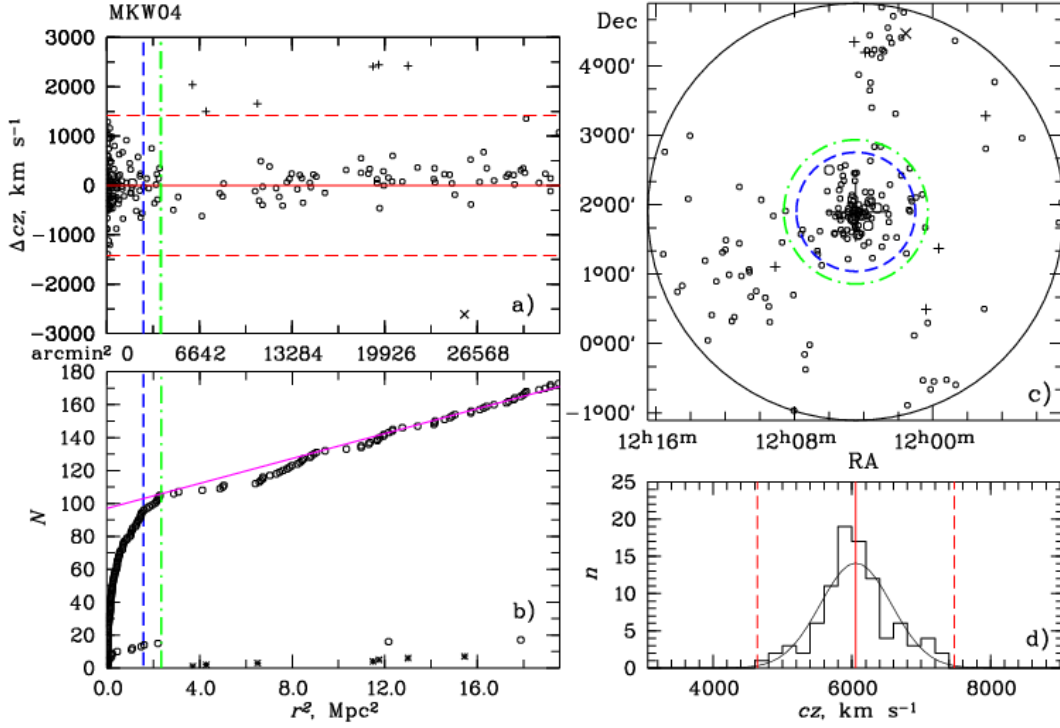 MKW04
3000
2000
1000
0
−1000
−2000
−3000
Δcz, km s⁻¹
a)
arcmin² 0 6642 13284 19926 26568
180
160
140
120
100
80
60
40
20
0
N
b)
0.0 4.0 8.0 12.0 16.0
r², Mpc²
Dec
4°00'
3°00'
2°00'
1°00'
0°00'
−1°00'
c)
12ʰ16ᵐ 12ʰ08ᵐ 12ʰ00ᵐ
RA
25
20
15
10
5
0
n
d)
4000 6000 8000
cz, km s⁻¹